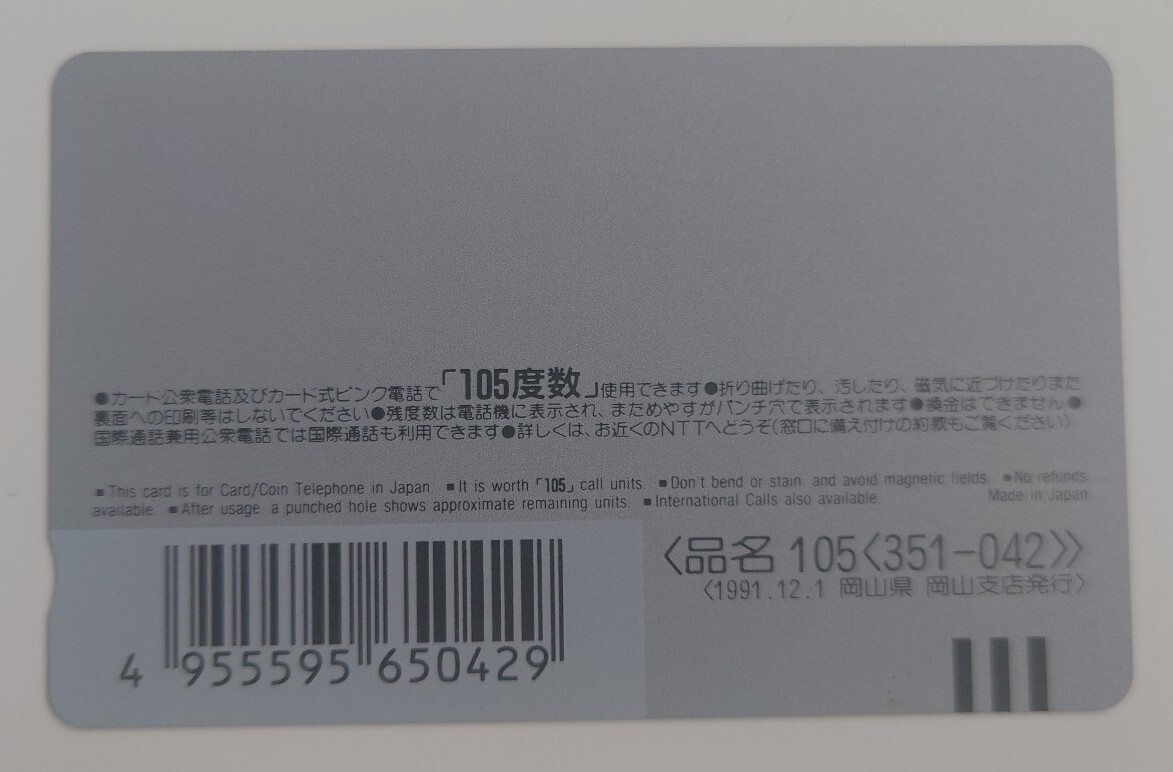 ●カード公衆電話及びカード式ピンク電話で「105度数」使用できます●折り曲げたり、汚したり、磁気に近づけたりまた
裏面への印刷等はしないでください●残度数は電話機に表示され、まためやすがパンチ穴で表示されます●換金はできません●
国際通話兼用公衆電話では国際通話も利用できます●詳しくは、お近くのNTTへどうぞ(窓口に備え付けの約款もご覧ください)
■This card is for Card/Coin Telephone in Japan. ■It is worth「105」call units. ■Don't bend or stain and avoid magnetic fields. ■No refunds
available. ■After usage, a punched hole shows approximate remaining units. ■International Calls also available. Made in Japan
〈品名 105〈351-042〉〉
〈1991.12.1 岡山県 岡山支店発行〉
4 955595 650429